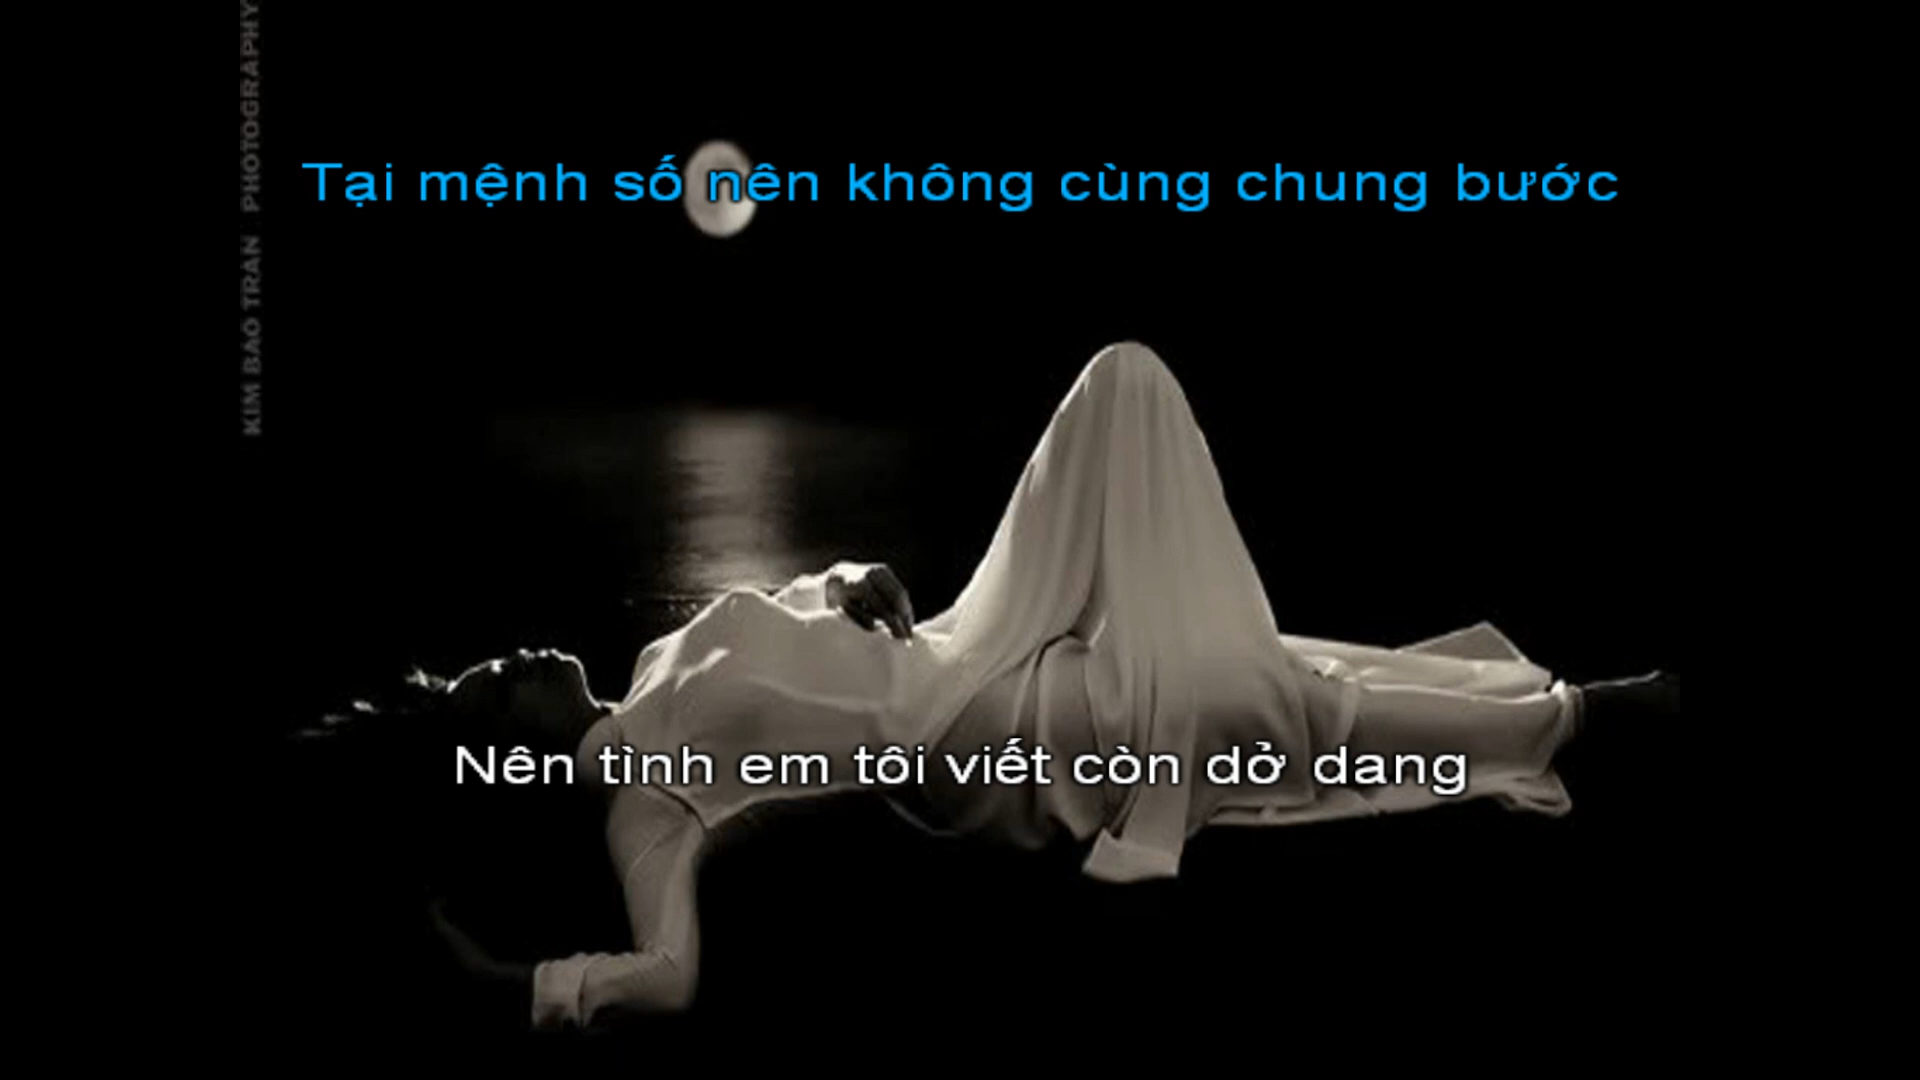 KIM BẢO TRAN PHOTOGRAPHY
Tại mệnh số nên không cùng chung bước
Nên tình em tôi viết còn dở dang